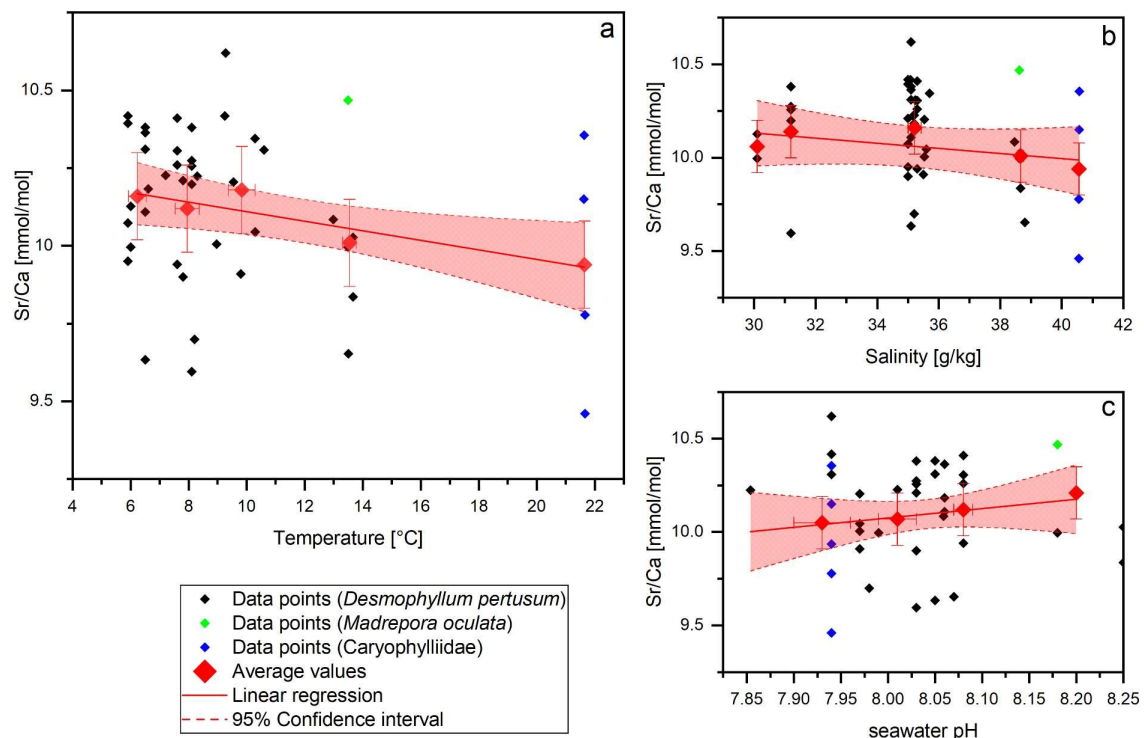 a
10.5
10
9.5
Sr/Ca [mmol/mol]
4 6 8 10 12 14 16 18 20 22
Temperature [°C]
b
10.5
10.0
9.5
Sr/Ca [mmol/mol]
30 32 34 36 38 40 42
Salinity [g/kg]
c
10.5
10.0
9.5
Sr/Ca [mmol/mol]
7.85 7.90 7.95 8.00 8.05 8.10 8.15 8.20 8.25
seawater pH
Data points (Desmophyllum pertusum)
Data points (Madrepora oculata)
Data points (Caryophylliidae)
Average values
Linear regression
95% Confidence interval